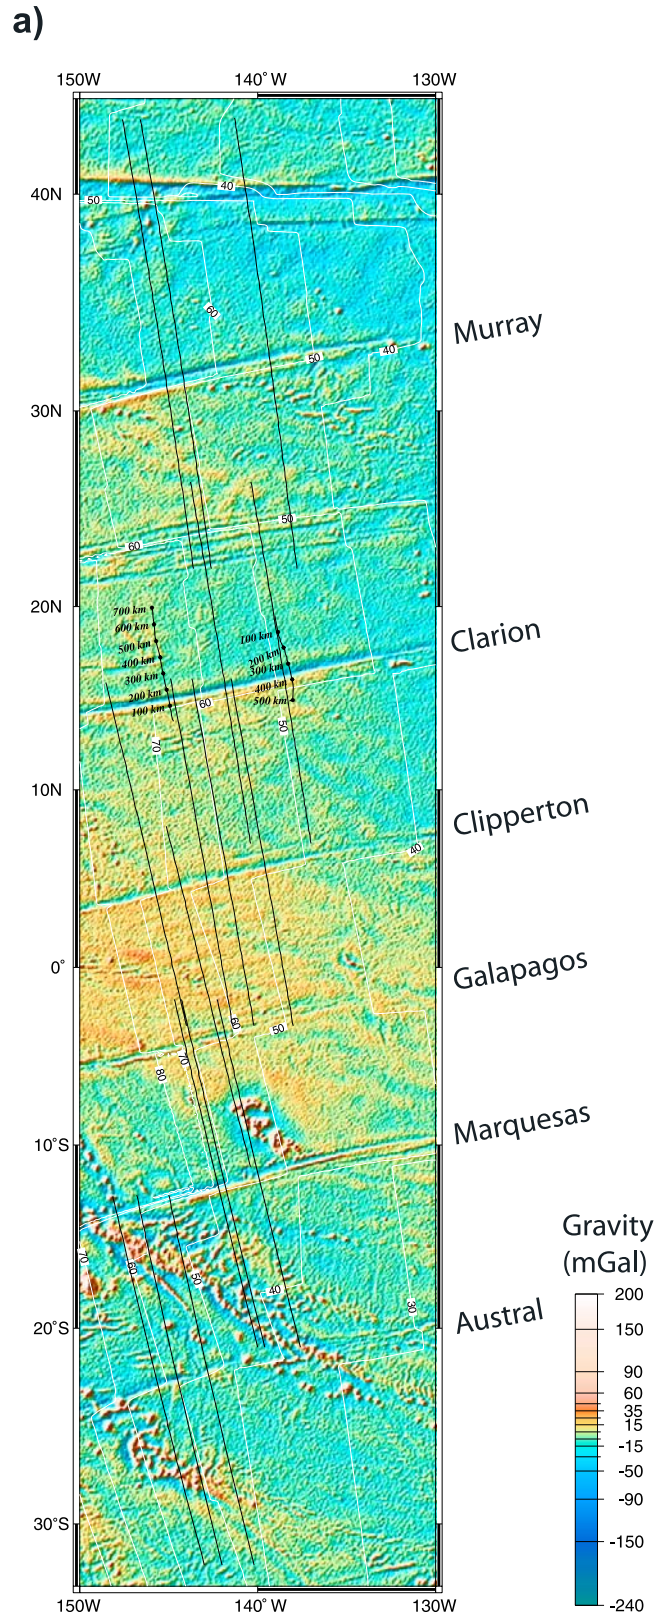 a)
150W 140°W 130W
40N
40
50
60
Murray
50 40
30N
50
60
20N
700 km
600 km
500 km
400 km
300 km
200 km
100 km
100 km
200 km
300 km
400 km
500 km
Clarion
60
50
70
10N
Clipperton
40
0°
Galapagos
60
50
70
80
10°S
Marquesas
70
60
50
40
30
20°S
Austral
30°S
150W 140°W 130W
Gravity
(mGal)
200
150
90
60
35
15
-15
-50
-90
-150
-240